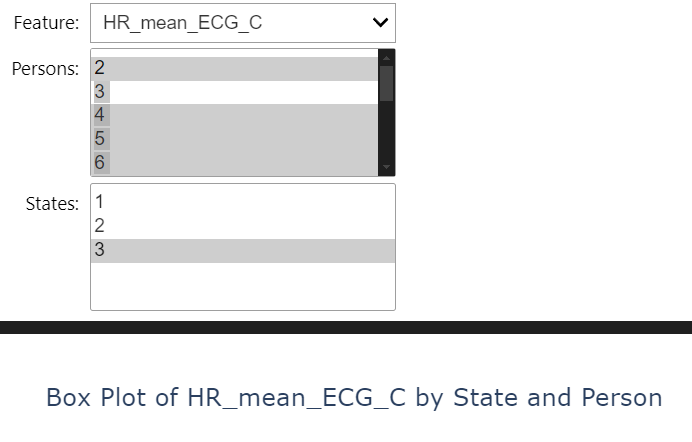 Feature: HR_mean_ECG_C
Persons: 2
3
4
5
6
States: 1
2
3
Box Plot of HR_mean_ECG_C by State and Person